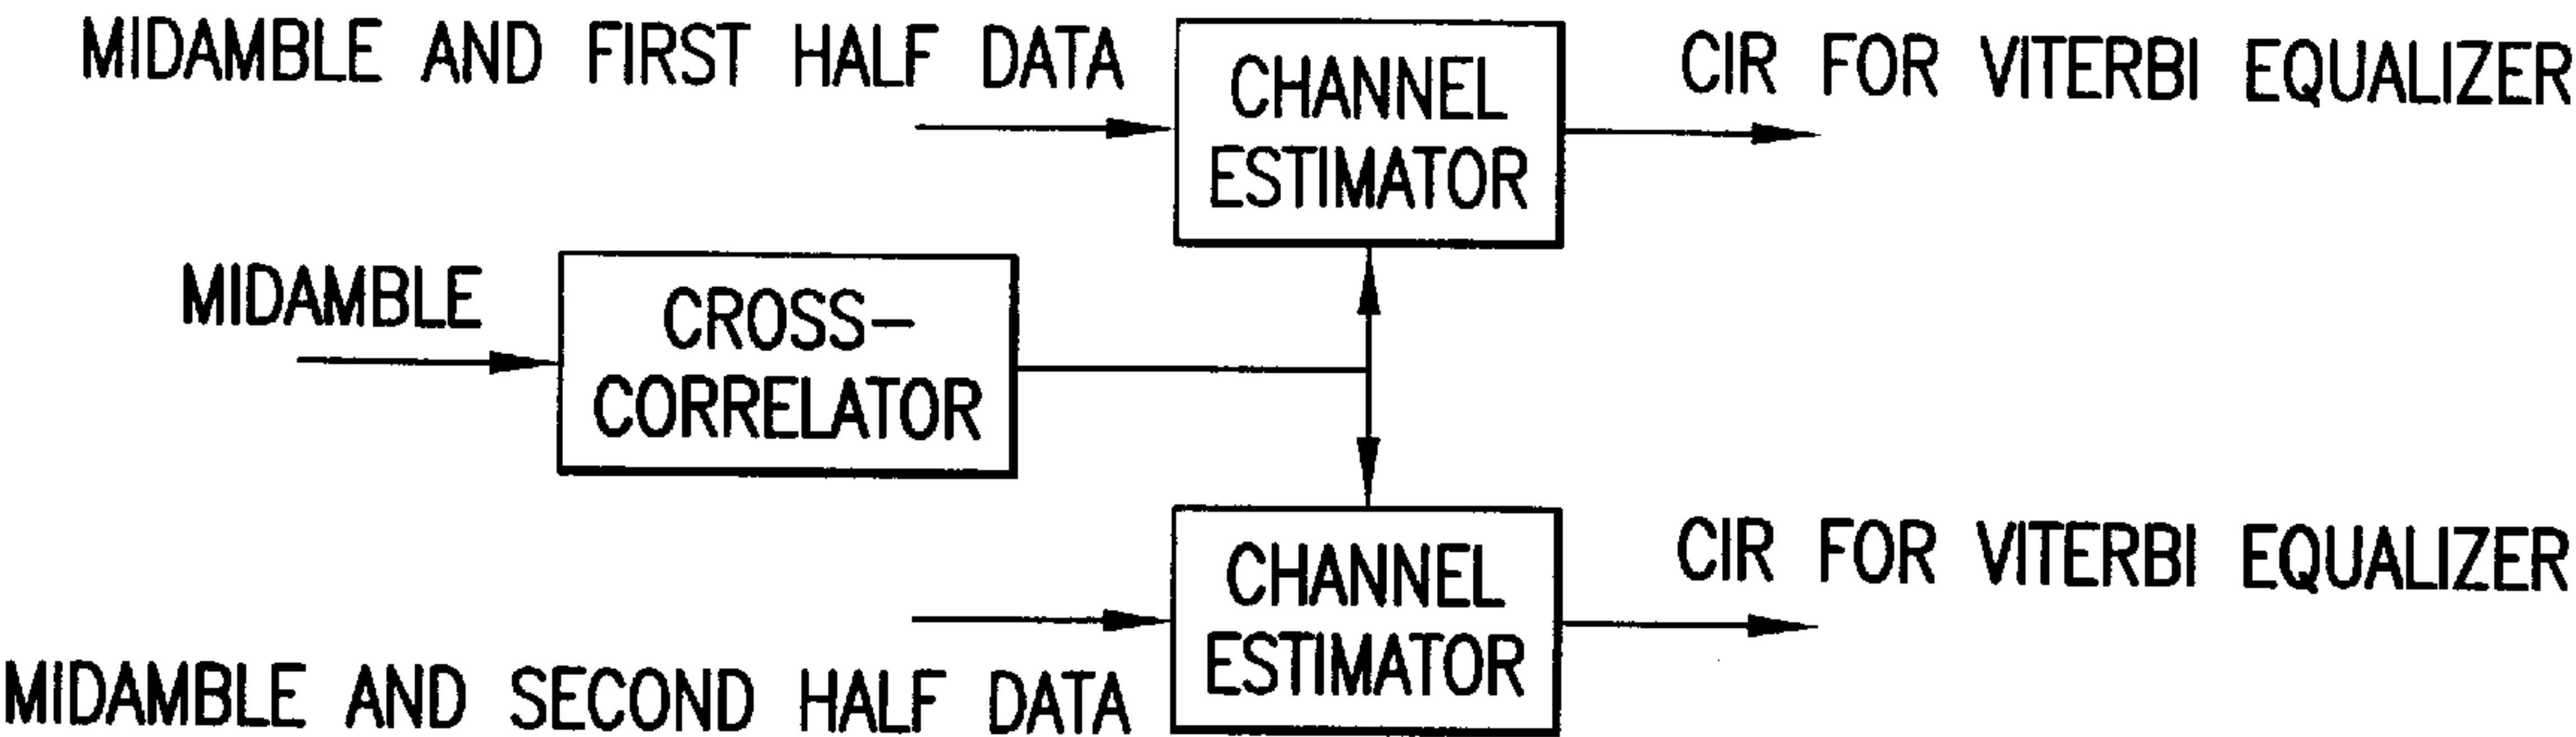 MIDAMBLE AND FIRST HALF DATA
CHANNEL
ESTIMATOR
CIR FOR VITERBI EQUALIZER
MIDAMBLE
CROSS-
CORRELATOR
MIDAMBLE AND SECOND HALF DATA
CHANNEL
ESTIMATOR
CIR FOR VITERBI EQUALIZER